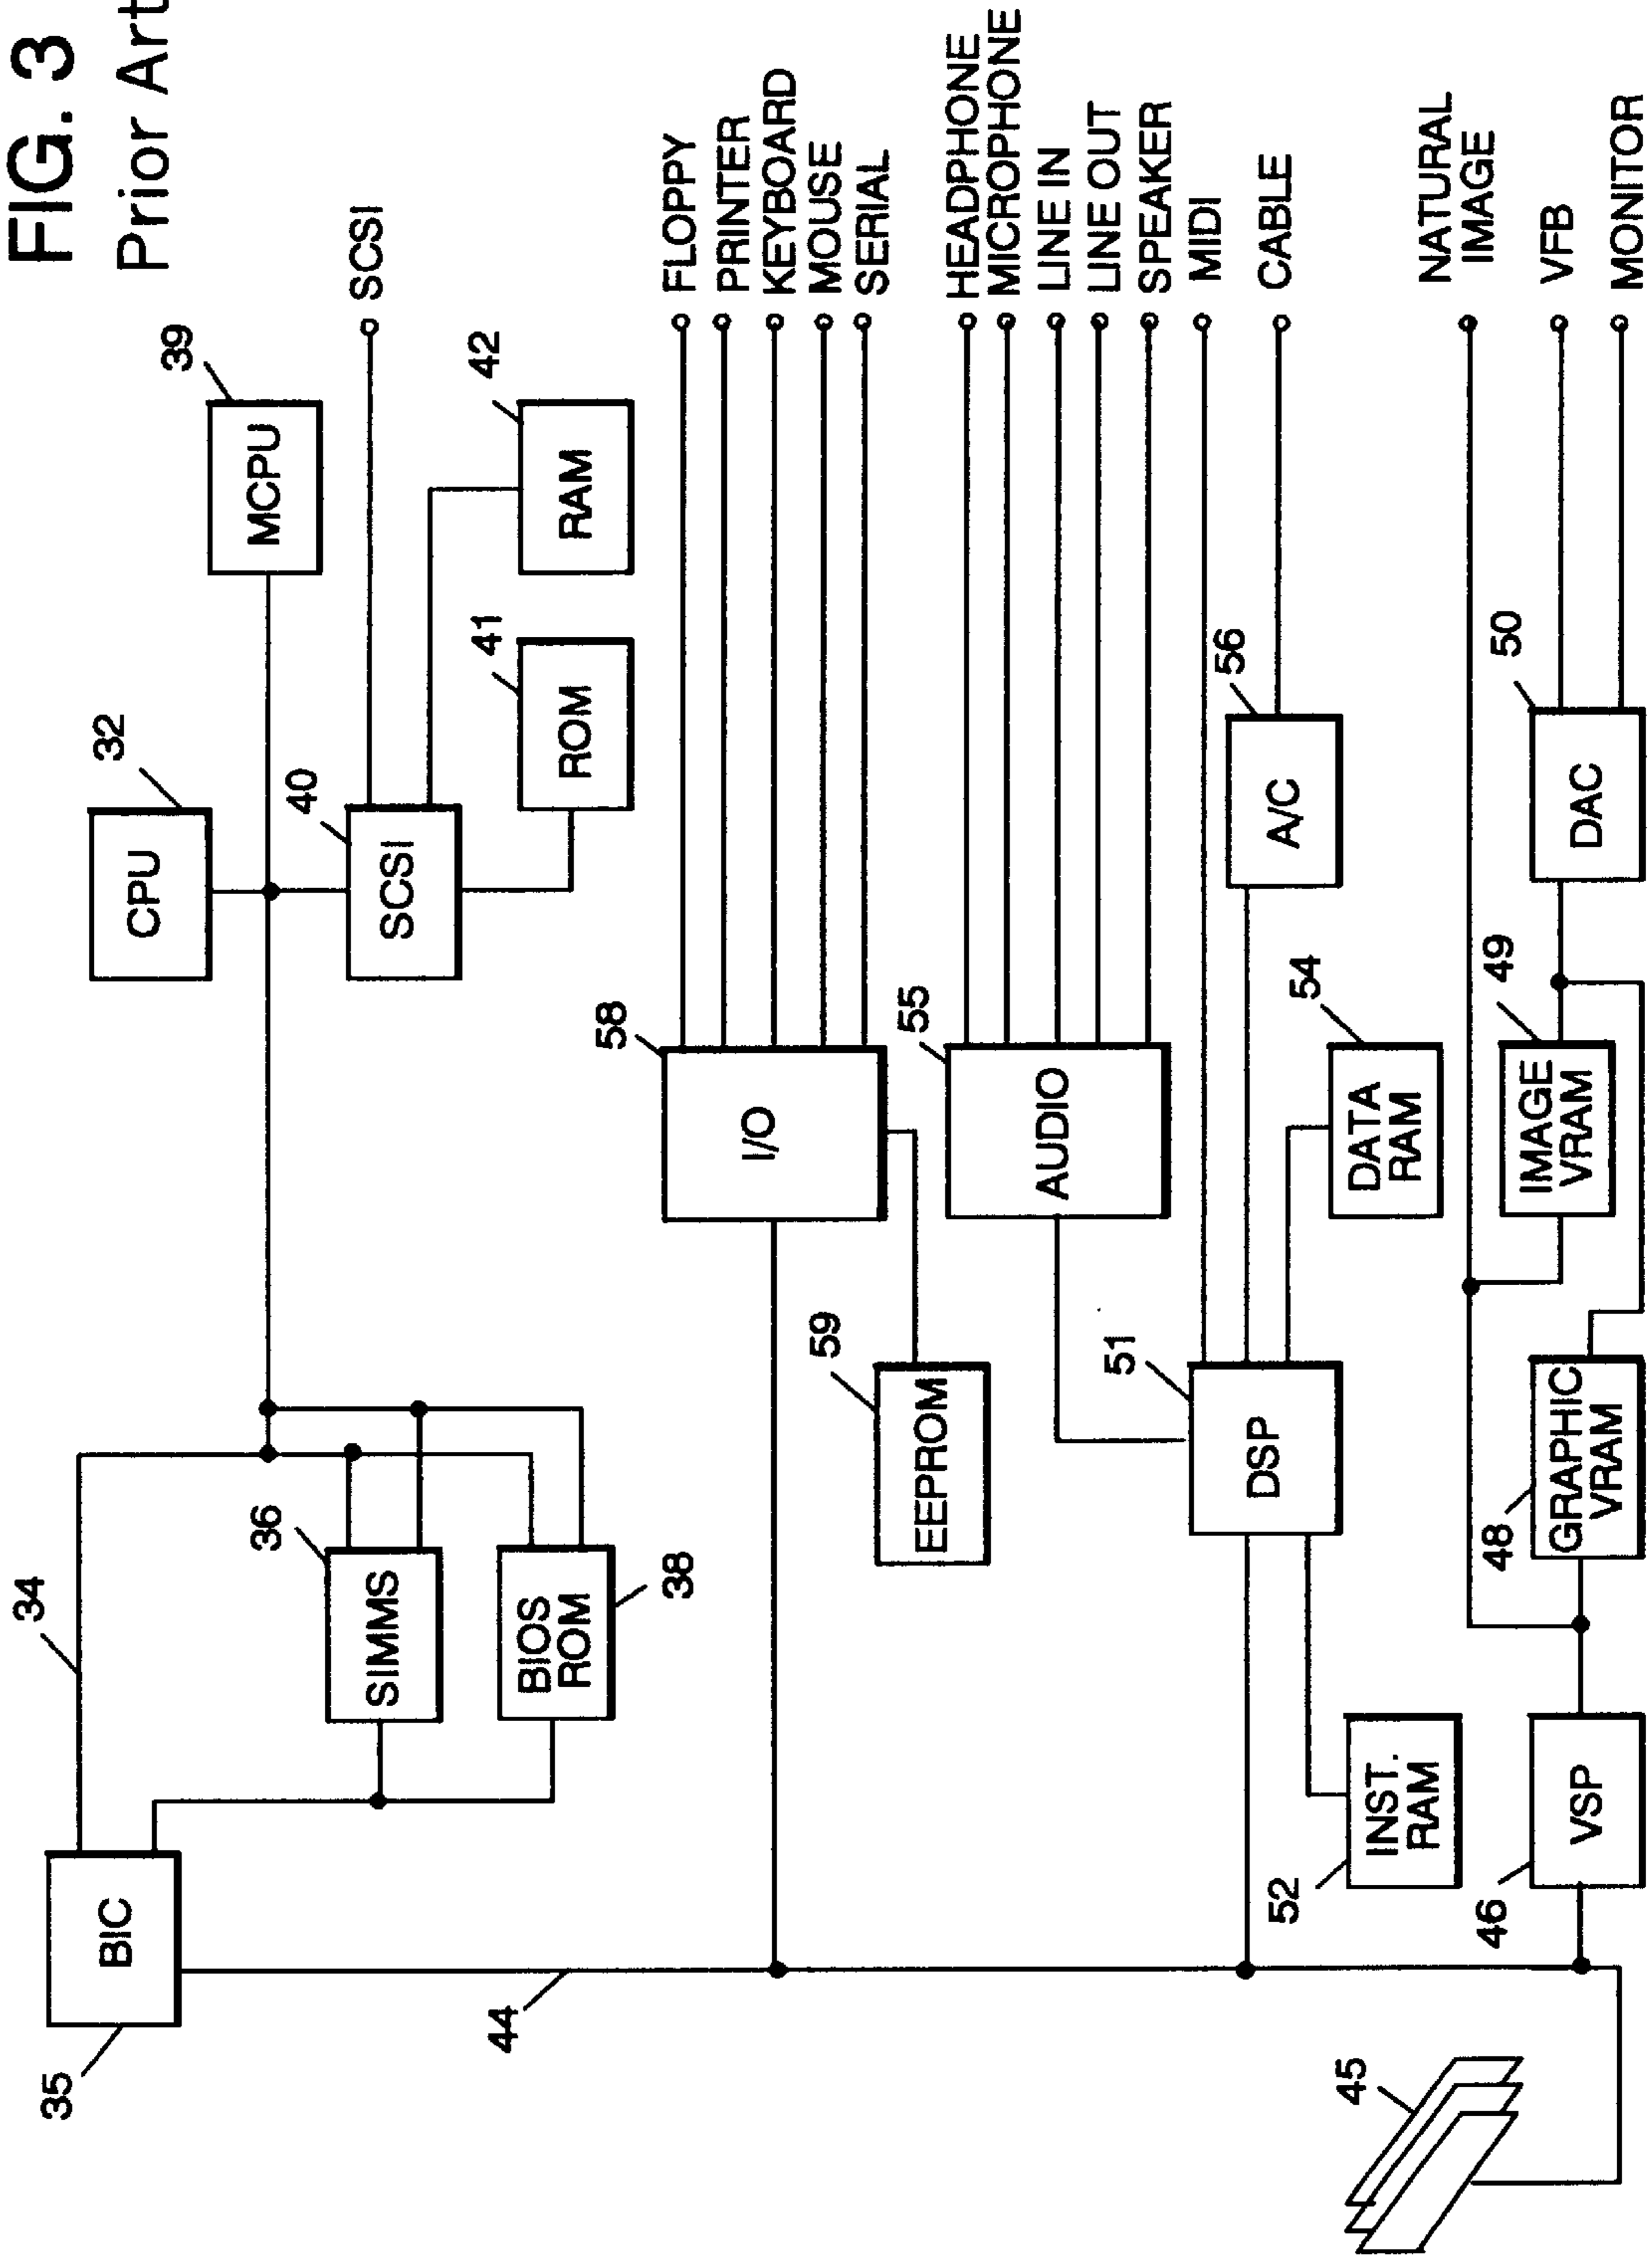 FIG. 3
Prior Art
32
CPU
39
MCPU
34
35
BIC
36
SIMMS
BIOS
ROM
38
40
SCSI
SCSI
41
ROM
42
RAM
44
58
I/O
FLOPPY
PRINTER
KEYBOARD
MOUSE
SERIAL
59
EEPROM
55
AUDIO
HEADPHONE
MICROPHONE
LINE IN
LINE OUT
SPEAKER
MIDI
51
DSP
56
A/C
CABLE
54
DATA
RAM
52
INST.
RAM
45
46
VSP
48
GRAPHIC
VRAM
49
IMAGE
VRAM
50
DAC
NATURAL
IMAGE
VFB
MONITOR